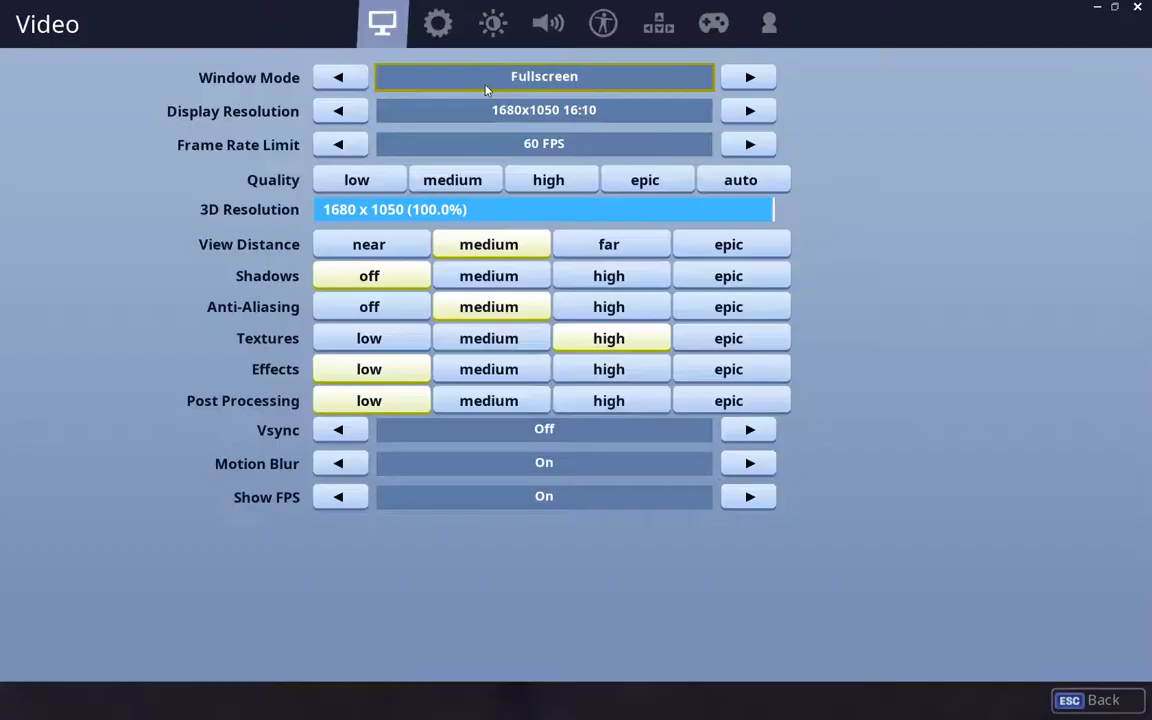 Video
Window Mode ◀ Fullscreen ▶
Display Resolution ◀ 1680x1050 16:10 ▶
Frame Rate Limit ◀ 60 FPS ▶
Quality low medium high epic auto
3D Resolution 1680 x 1050 (100.0%)
View Distance near medium far epic
Shadows off medium high epic
Anti-Aliasing off medium high epic
Textures low medium high epic
Effects low medium high epic
Post Processing low medium high epic
Vsync ◀ Off ▶
Motion Blur ◀ On ▶
Show FPS ◀ On ▶
ESC Back